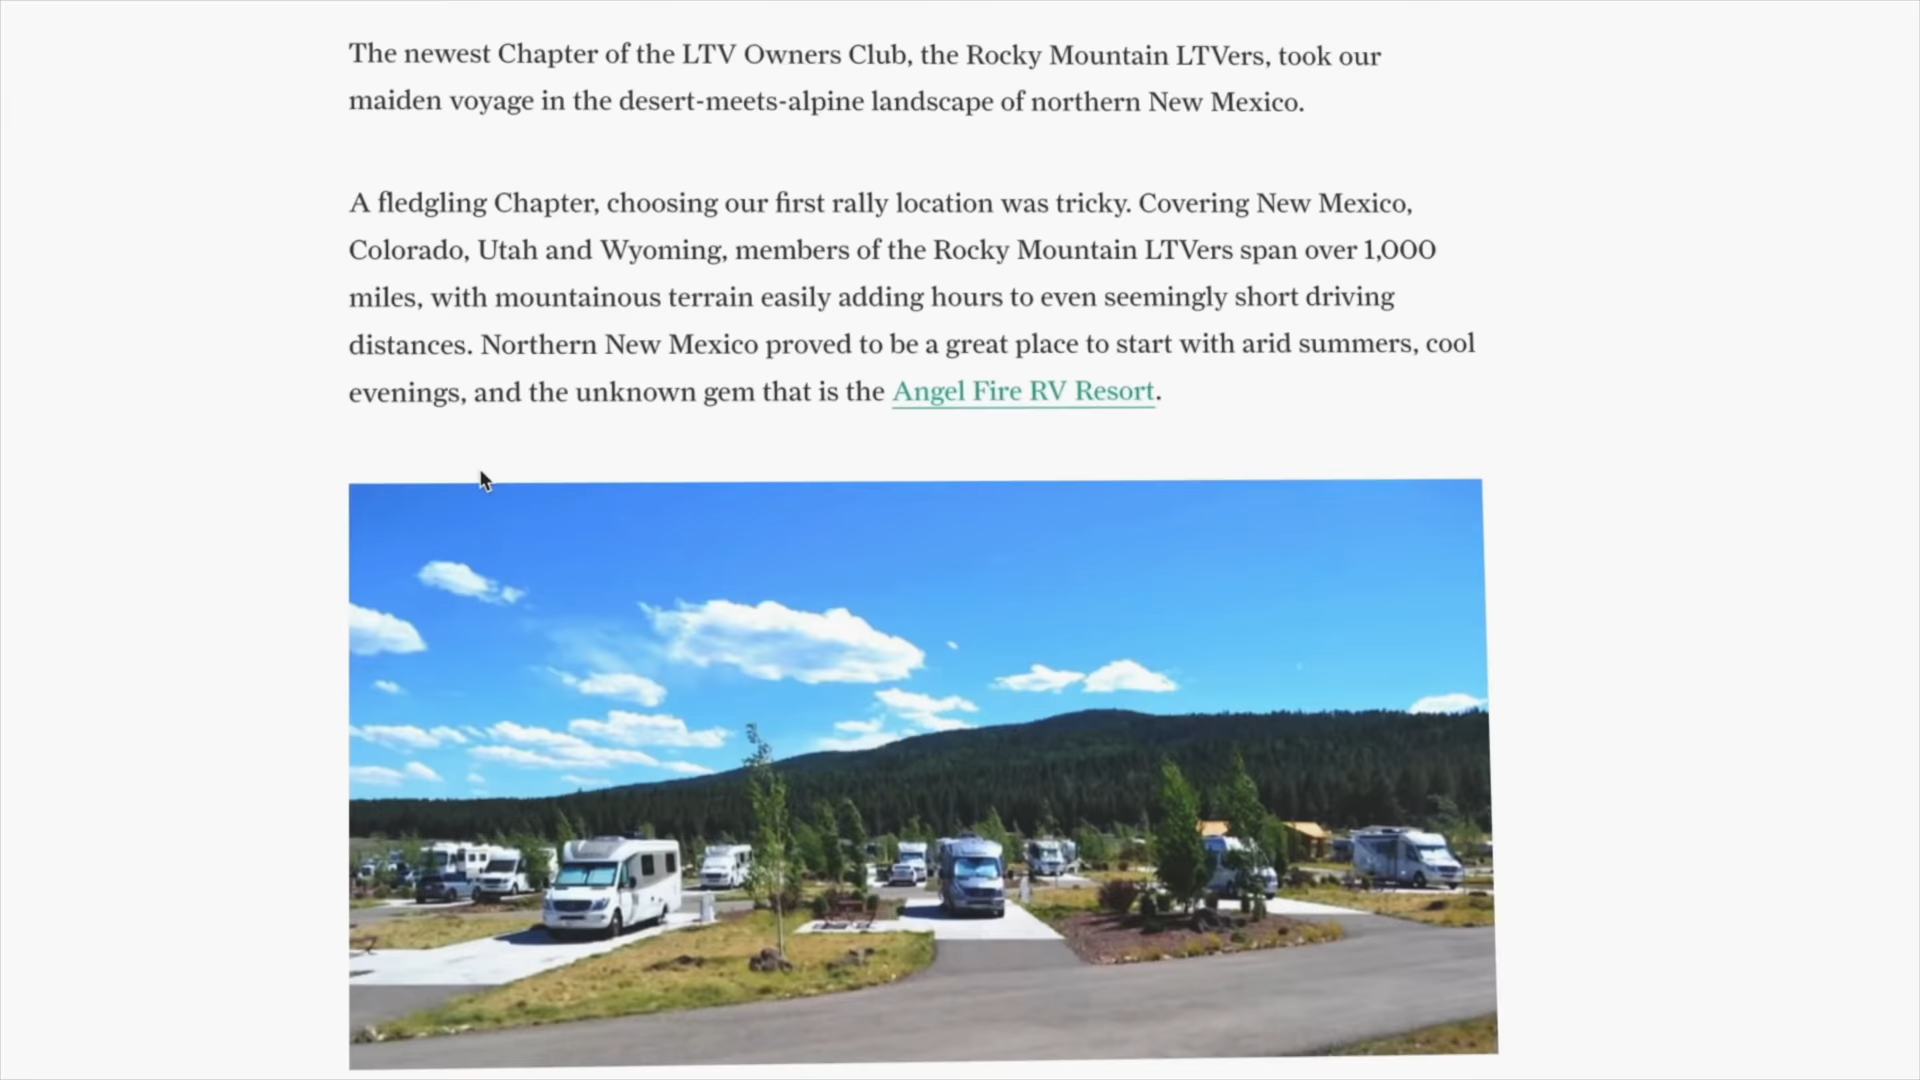 The newest Chapter of the LTV Owners Club, the Rocky Mountain LTVers, took our
maiden voyage in the desert-meets-alpine landscape of northern New Mexico.
A fledgling Chapter, choosing our first rally location was tricky. Covering New Mexico,
Colorado, Utah and Wyoming, members of the Rocky Mountain LTVers span over 1,000
miles, with mountainous terrain easily adding hours to even seemingly short driving
distances. Northern New Mexico proved to be a great place to start with arid summers, cool
evenings, and the unknown gem that is the Angel Fire RV Resort.